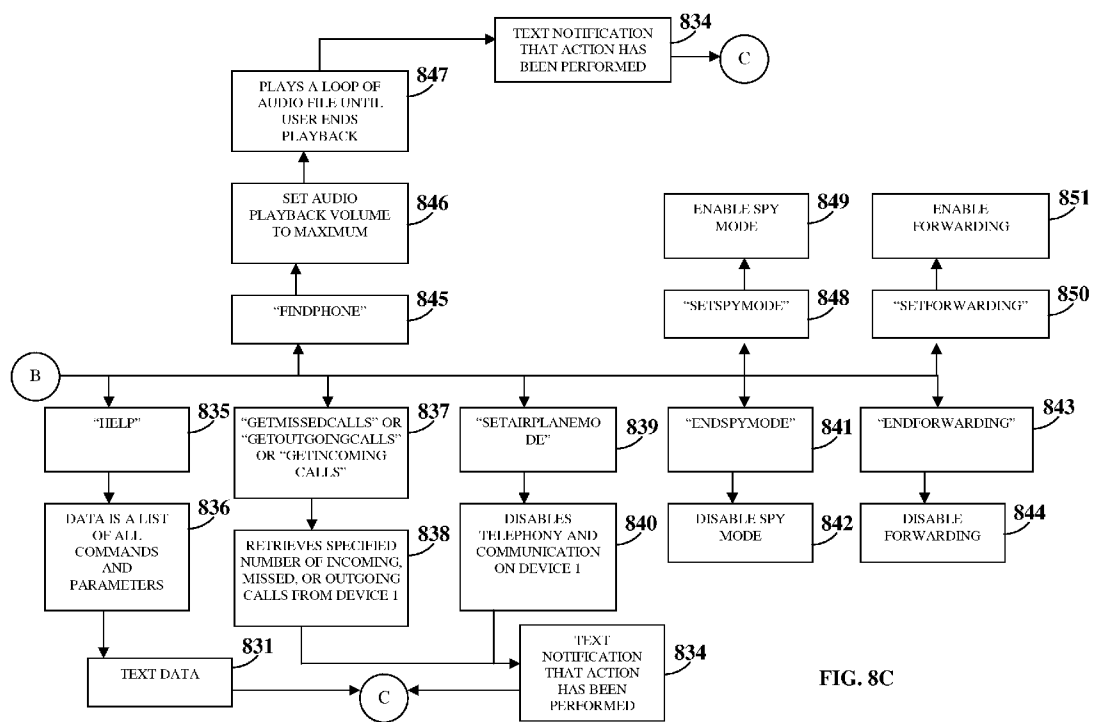 TEXT NOTIFICATION
THAT ACTION HAS
BEEN PERFORMED
834
C
PLAYS A LOOP OF
AUDIO FILE UNTIL
USER ENDS
PLAYBACK
847
SET AUDIO
PLAYBACK VOLUME
TO MAXIMUM
846
ENABLE SPY
MODE
849
ENABLE
FORWARDING
851
“FINDPHONE”
845
“SETSPYMODE”
848
“SETFORWARDING”
850
B
“HELP”
835
“GETMISSEDCALLS” OR
“GETOUTGOINGCALLS”
OR “GETINCOMING
CALLS”
837
“SETAIRPLANEMO
DE”
839
“ENDSPYMODE”
841
“ENDFORWARDING”
843
DATA IS A LIST
OF ALL
COMMANDS
AND
PARAMETERS
836
RETRIEVES SPECIFIED
NUMBER OF INCOMING,
MISSED, OR OUTGOING
CALLS FROM DEVICE 1
838
DISABLES
TELEPHONY AND
COMMUNICATION
ON DEVICE 1
840
DISABLE SPY
MODE
842
DISABLE
FORWARDING
844
TEXT DATA
831
C
TEXT
NOTIFICATION
THAT ACTION
HAS BEEN
PERFORMED
834
FIG. 8C